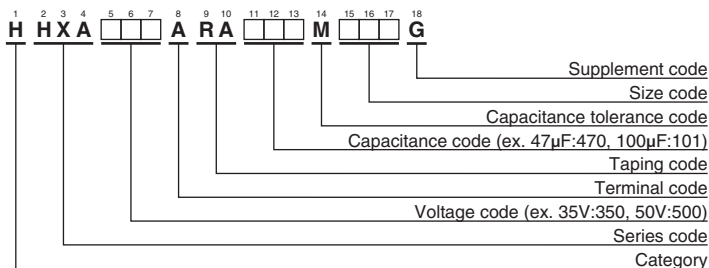 1 2 3 4 5 6 7 8 9 10 11 12 13 14 15 16 17 18
H HXA □□□ A RA □□□ M □□□ G
Supplement code
Size code
Capacitance tolerance code
Capacitance code (ex. 47μF:470, 100μF:101)
Taping code
Terminal code
Voltage code (ex. 35V:350, 50V:500)
Series code
Category